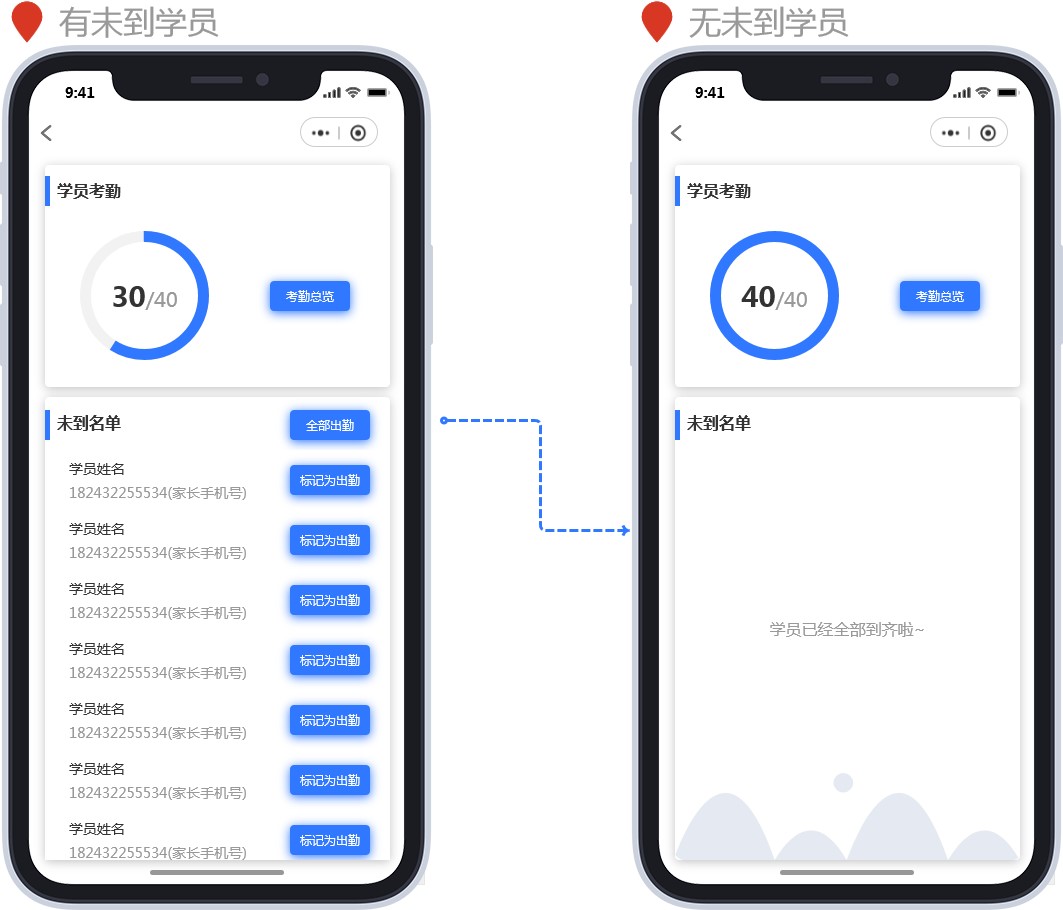 有未到学员
9:41
学员考勤
30/40
考勤总览
未到名单
全部出勤
学员姓名
182432255534(家长手机号)
标记为出勤
学员姓名
182432255534(家长手机号)
标记为出勤
学员姓名
182432255534(家长手机号)
标记为出勤
学员姓名
182432255534(家长手机号)
标记为出勤
学员姓名
182432255534(家长手机号)
标记为出勤
学员姓名
182432255534(家长手机号)
标记为出勤
学员姓名
182432255534(家长手机号)
标记为出勤
无未到学员
9:41
学员考勤
40/40
考勤总览
未到名单
学员已经全部到齐啦~